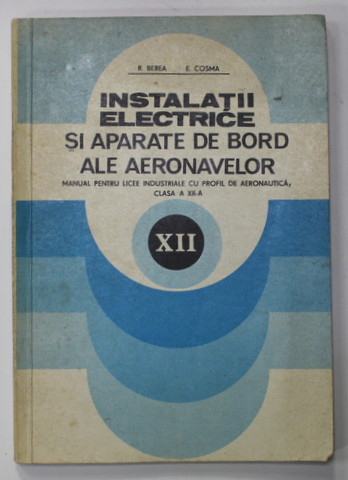 R. BEREA E. COSMA
INSTALAȚII
ELECTRICE
ȘI APARATE DE BORD
ALE AERONAVELOR
MANUAL PENTRU LICEE INDUSTRIALE CU PROFIL DE AERONAUTICĂ,
CLASA A XII-A
XII